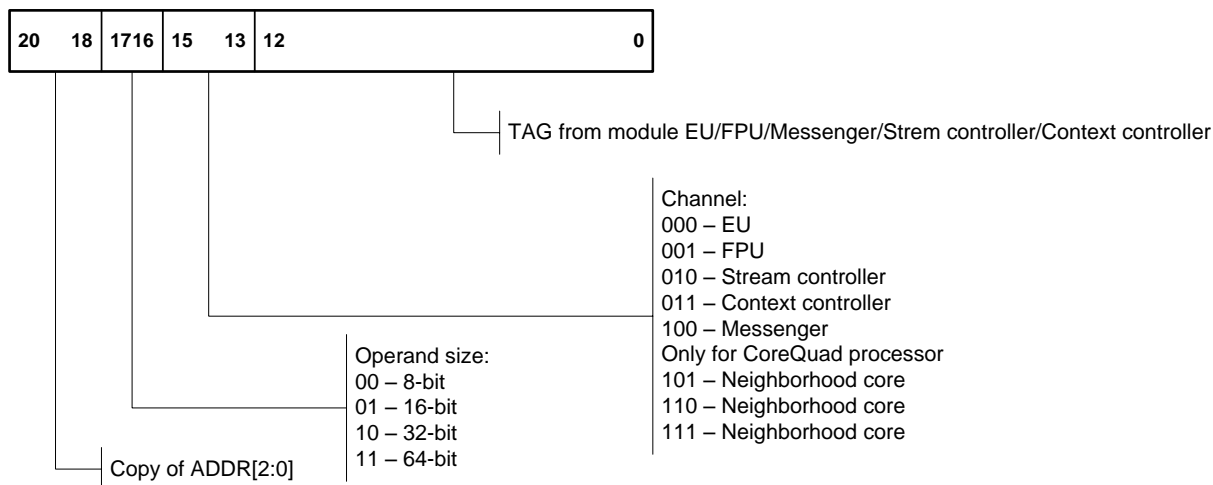 20 18 1716 15 13 12 0
TAG from module EU/FPU/Messenger/Strem controller/Context controller
Channel:
000 – EU
001 – FPU
010 – Stream controller
011 – Context controller
100 – Messenger
Only for CoreQuad processor
101 – Neighborhood core
110 – Neighborhood core
111 – Neighborhood core
Operand size:
00 – 8-bit
01 – 16-bit
10 – 32-bit
11 – 64-bit
Copy of ADDR[2:0]